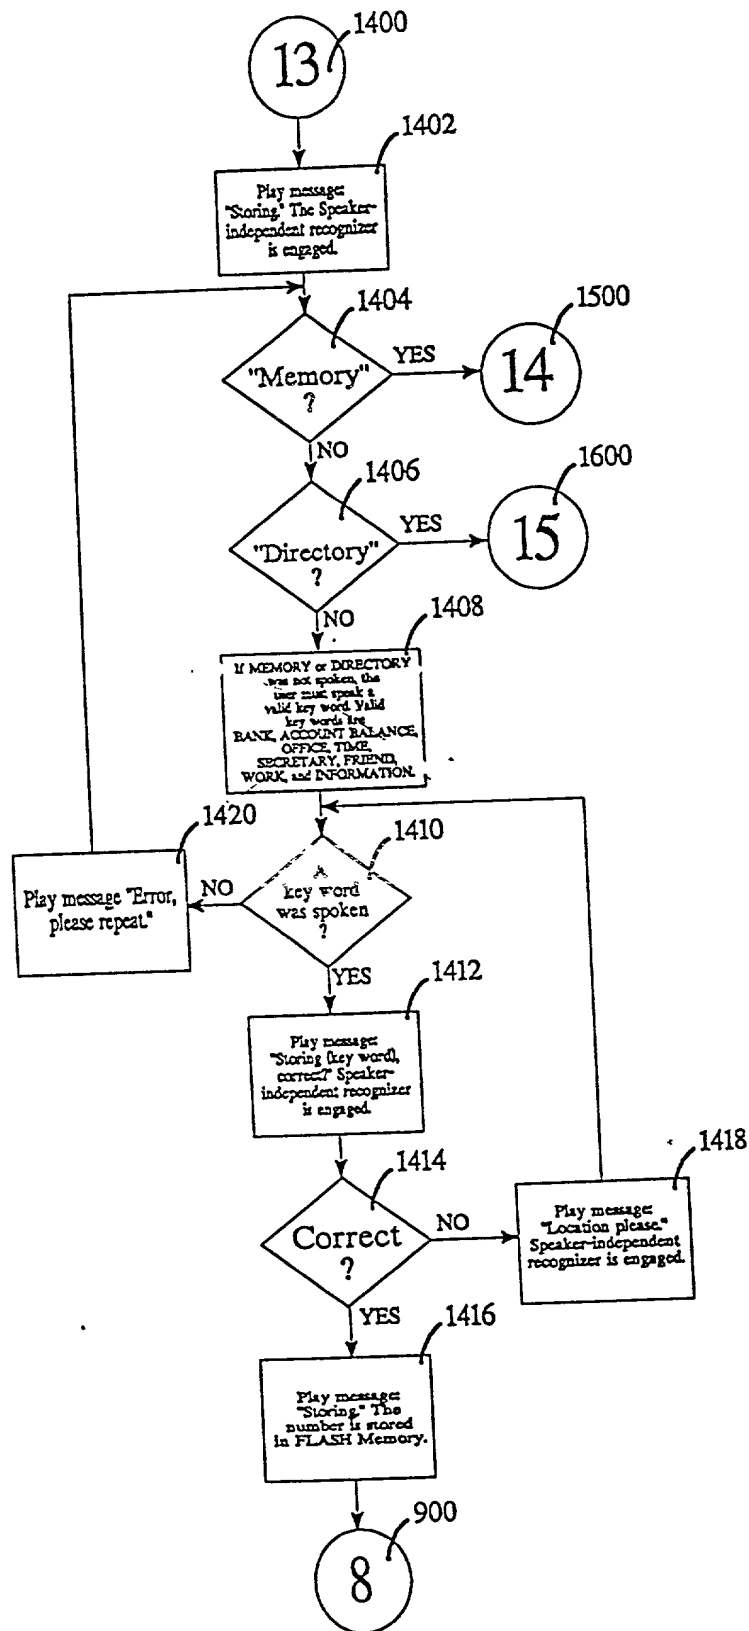 1400
13
1402
Play message:
"Storing." The Speaker-
independent recognizer
is engaged.
1404
"Memory"
?
YES
1500
14
NO
1406
"Directory"
?
YES
1600
15
NO
1408
If MEMORY or DIRECTORY
was not spoken, the
user must speak a
valid key word. Valid
key words are
BANK, ACCOUNT BALANCE,
OFFICE, TIME,
SECRETARY, FRIEND,
WORK, and INFORMATION.
1420
Play message "Error,
please repeat."
NO
1410
A
key word
was spoken
?
YES
1412
Play message:
"Storing (key word),
correct?" Speaker-
independent recognizer
is engaged.
1414
Correct
?
NO
1418
Play message:
"Location please."
Speaker-independent
recognizer is engaged.
YES
1416
Play message:
"Storing." The
number is stored
in FLASH Memory.
900
8